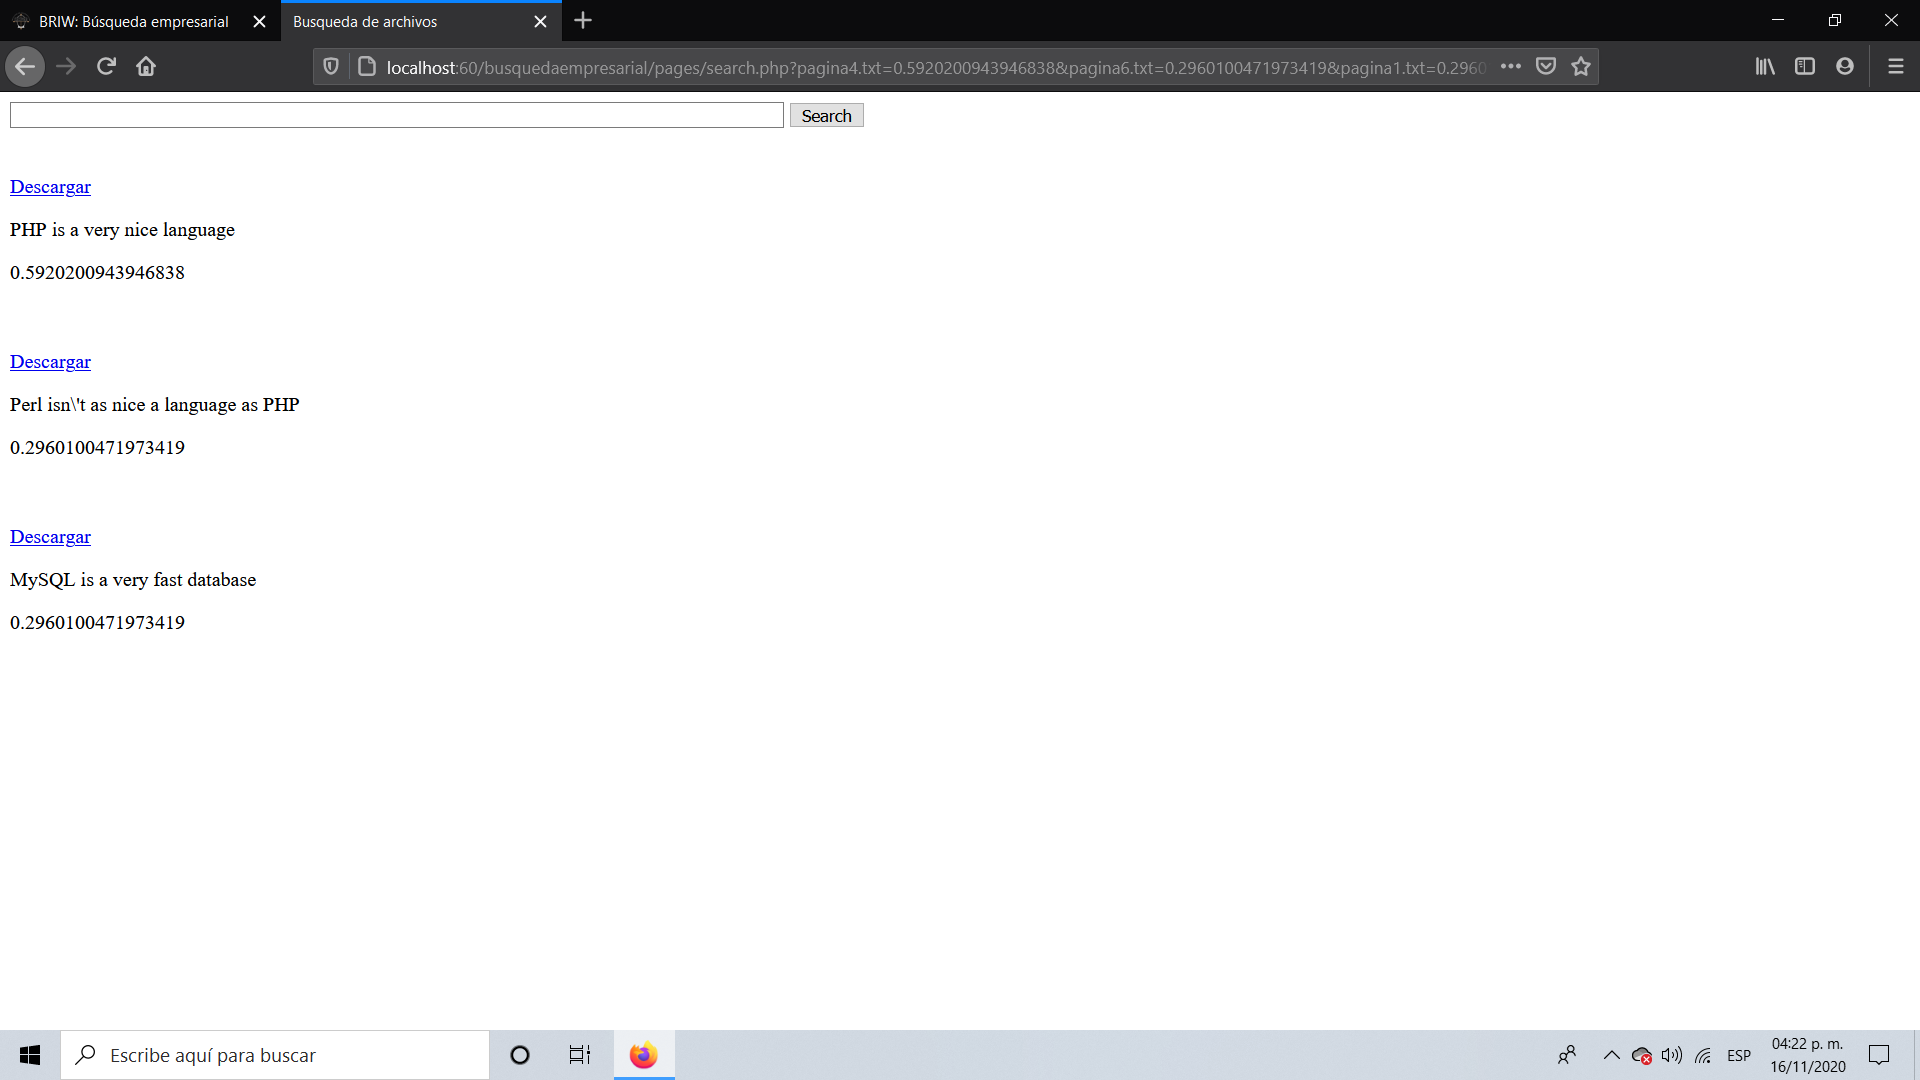 BRIW: Búsqueda empresarial
Busqueda de archivos
localhost:60/busquedaempresarial/pages/search.php?pagina4.txt=0.5920200943946838&pagina6.txt=0.2960100471973419&pagina1.txt=0.2960
Search
Descargar
PHP is a very nice language
0.5920200943946838
Descargar
Perl isn\'t as nice a language as PHP
0.2960100471973419
Descargar
MySQL is a very fast database
0.2960100471973419
Escribe aquí para buscar
ESP
04:22 p. m.
16/11/2020